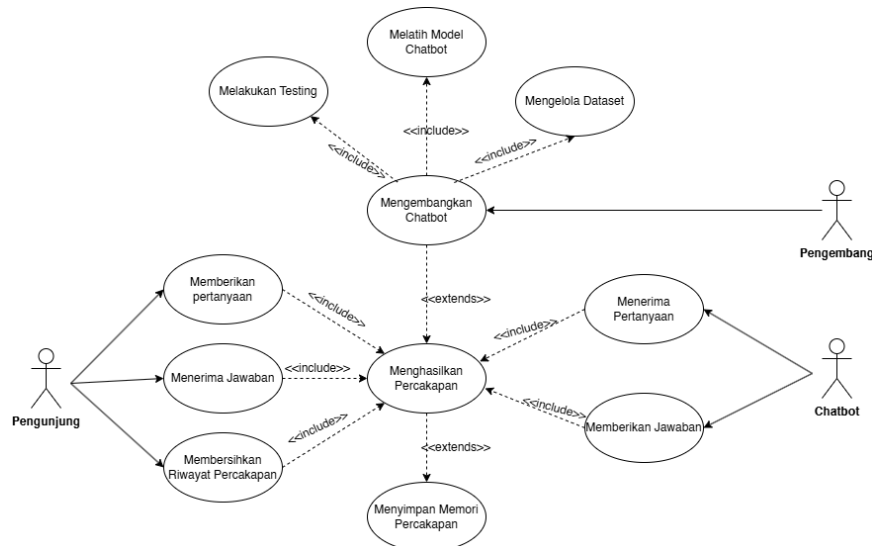 Melatih Model
Chatbot
Melakukan Testing
Mengelola Dataset
<<include>>
<<include>>
<<include>>
Mengembangkan
Chatbot
Pengembang
Memberikan
pertanyaan
<<include>>
<<extends>>
<<include>>
Menerima
Pertanyaan
Pengunjung
Menerima Jawaban
<<include>>
Menghasilkan
Percakapan
Chatbot
Membersihkan
Riwayat Percakapan
<<include>>
<<include>>
Memberikan Jawaban
<<extends>>
Menyimpan Memori
Percakapan